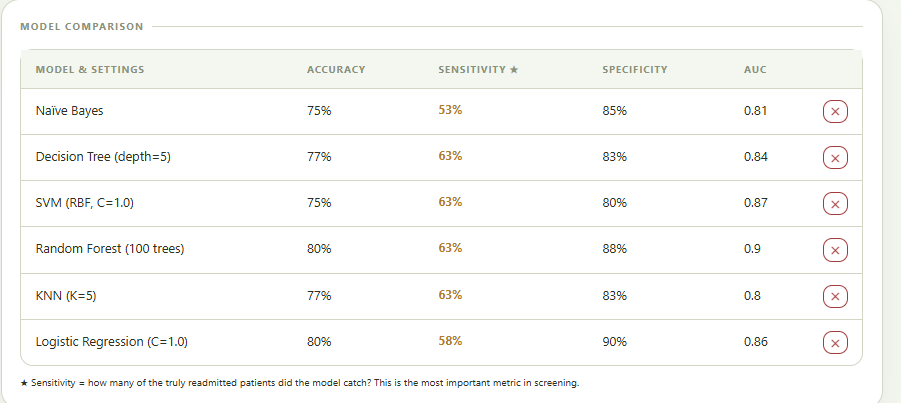 MODEL COMPARISON
MODEL & SETTINGS ACCURACY SENSITIVITY ★ SPECIFICITY AUC
Naïve Bayes 75% 53% 85% 0.81 ×
Decision Tree (depth=5) 77% 63% 83% 0.84 ×
SVM (RBF, C=1.0) 75% 63% 80% 0.87 ×
Random Forest (100 trees) 80% 63% 88% 0.9 ×
KNN (K=5) 77% 63% 83% 0.8 ×
Logistic Regression (C=1.0) 80% 58% 90% 0.86 ×
★ Sensitivity = how many of the truly readmitted patients did the model catch? This is the most important metric in screening.